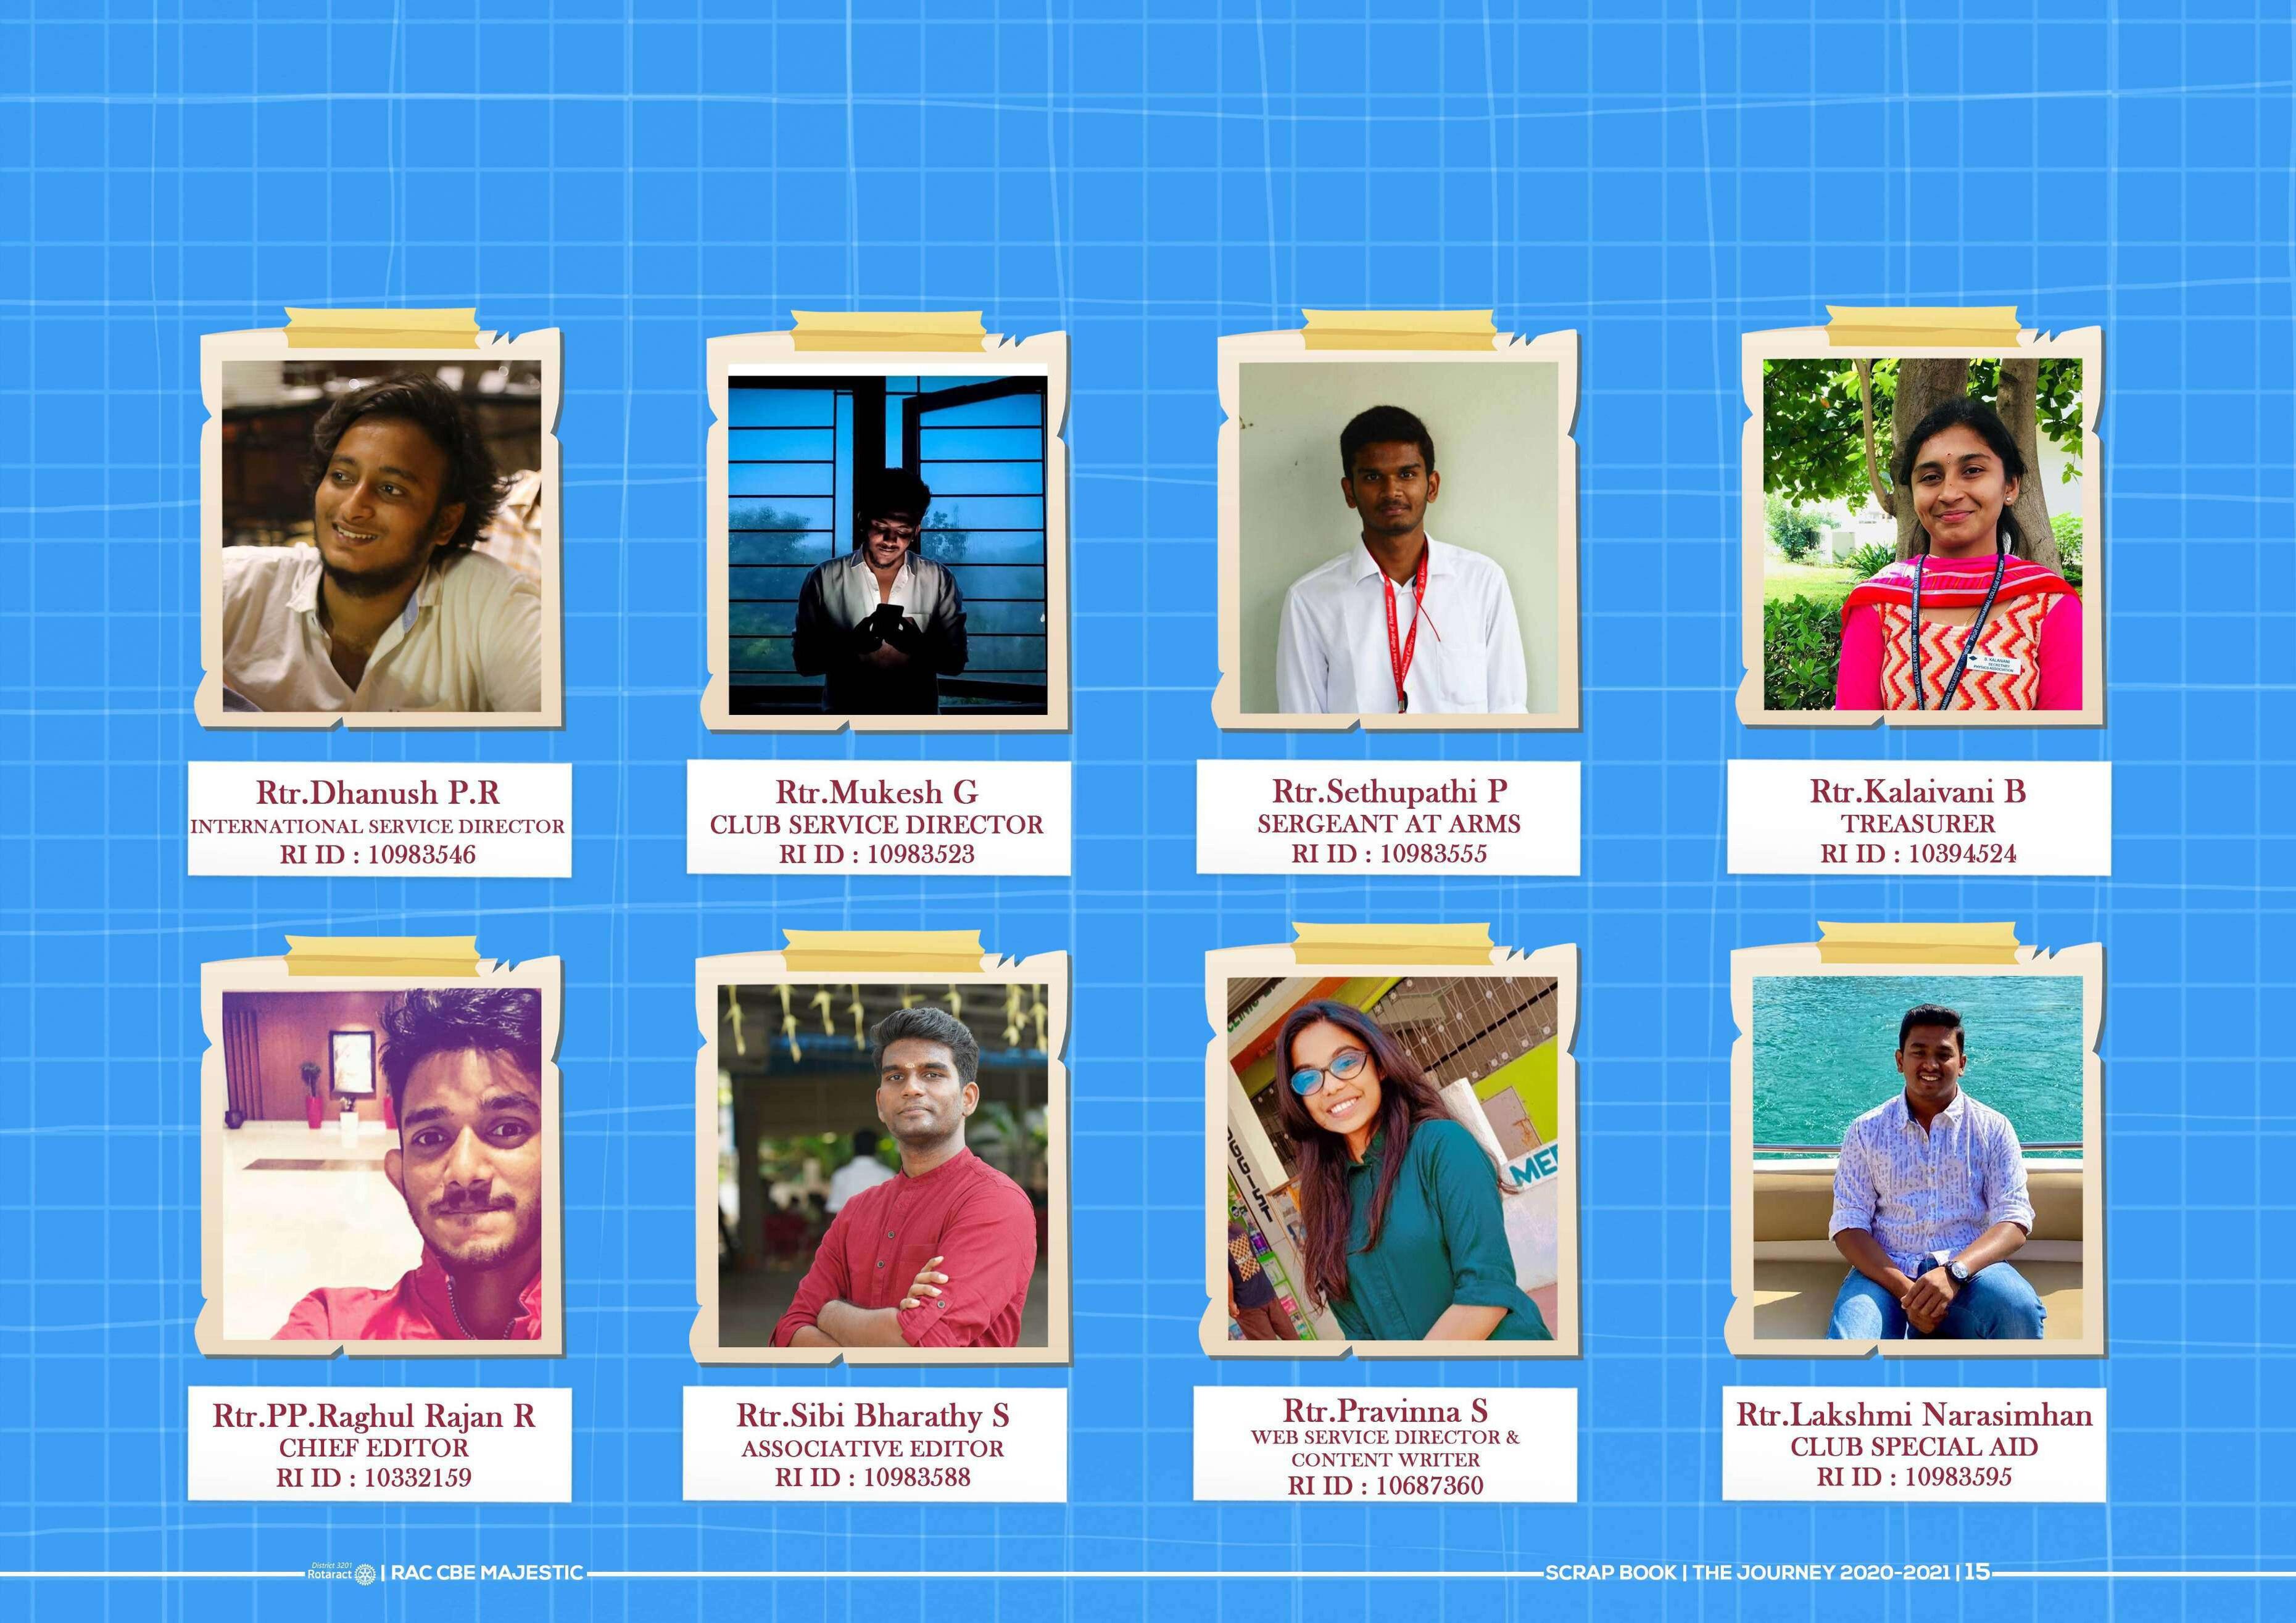 Rtr.Dhanush P.R
INTERNATIONAL SERVICE DIRECTOR
RI ID : 10983546
Rtr.Mukesh G
CLUB SERVICE DIRECTOR
RI ID : 10983523
Rtr.Sethupathi P
SERGEANT AT ARMS
RI ID : 10983555
Rtr.Kalaivani B
TREASURER
RI ID : 10394524
Rtr.PP.Raghul Rajan R
CHIEF EDITOR
RI ID : 10332159
Rtr.Sibi Bharathy S
ASSOCIATIVE EDITOR
RI ID : 10983588
MED
Rtr.Pravinna S
WEB SERVICE DIRECTOR &
CONTENT WRITER
RI ID : 10687360
Rtr.Lakshmi Narasimhan
CLUB SPECIAL AID
RI ID : 10983595
District 3201
Rotaract | RAC CBE MAJESTIC
SCRAP BOOK | THE JOURNEY 2020-2021 | 15